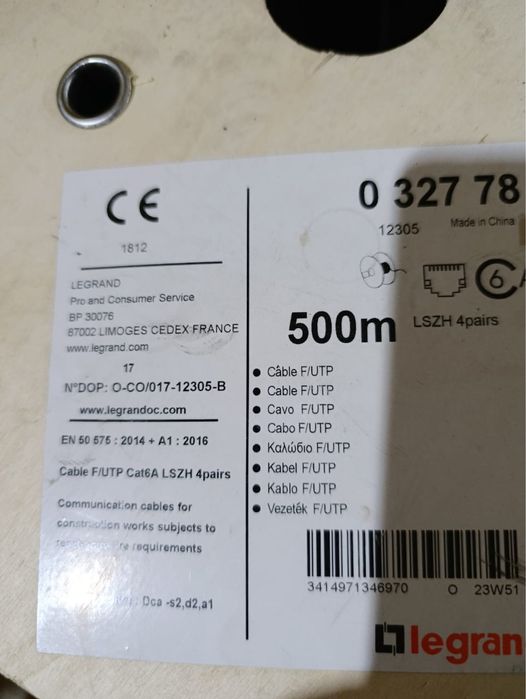 CE
1812
LEGRAND
Pro and Consumer Service
BP 30076
87002 LIMOGES CEDEX FRANCE
www.legrand.com
17
N°DOP: O-CO/017-12305-B
www.legrandoc.com
EN 50 575 : 2014 + A1 : 2016
Cable F/UTP Cat6A LSZH 4pairs
Communication cables for
construction works subjects to
fire requirements
Dca -s2,d2,a1
0 327 78
12305 Made in China
6A
500m LSZH 4pairs
• Câble F/UTP
• Cable F/UTP
• Cavo F/UTP
• Cabo F/UTP
• Καλώδιο F/UTP
• Kabel F/UTP
• Kablo F/UTP
• Vezeték F/UTP
3414971346970 O 23W51
legran